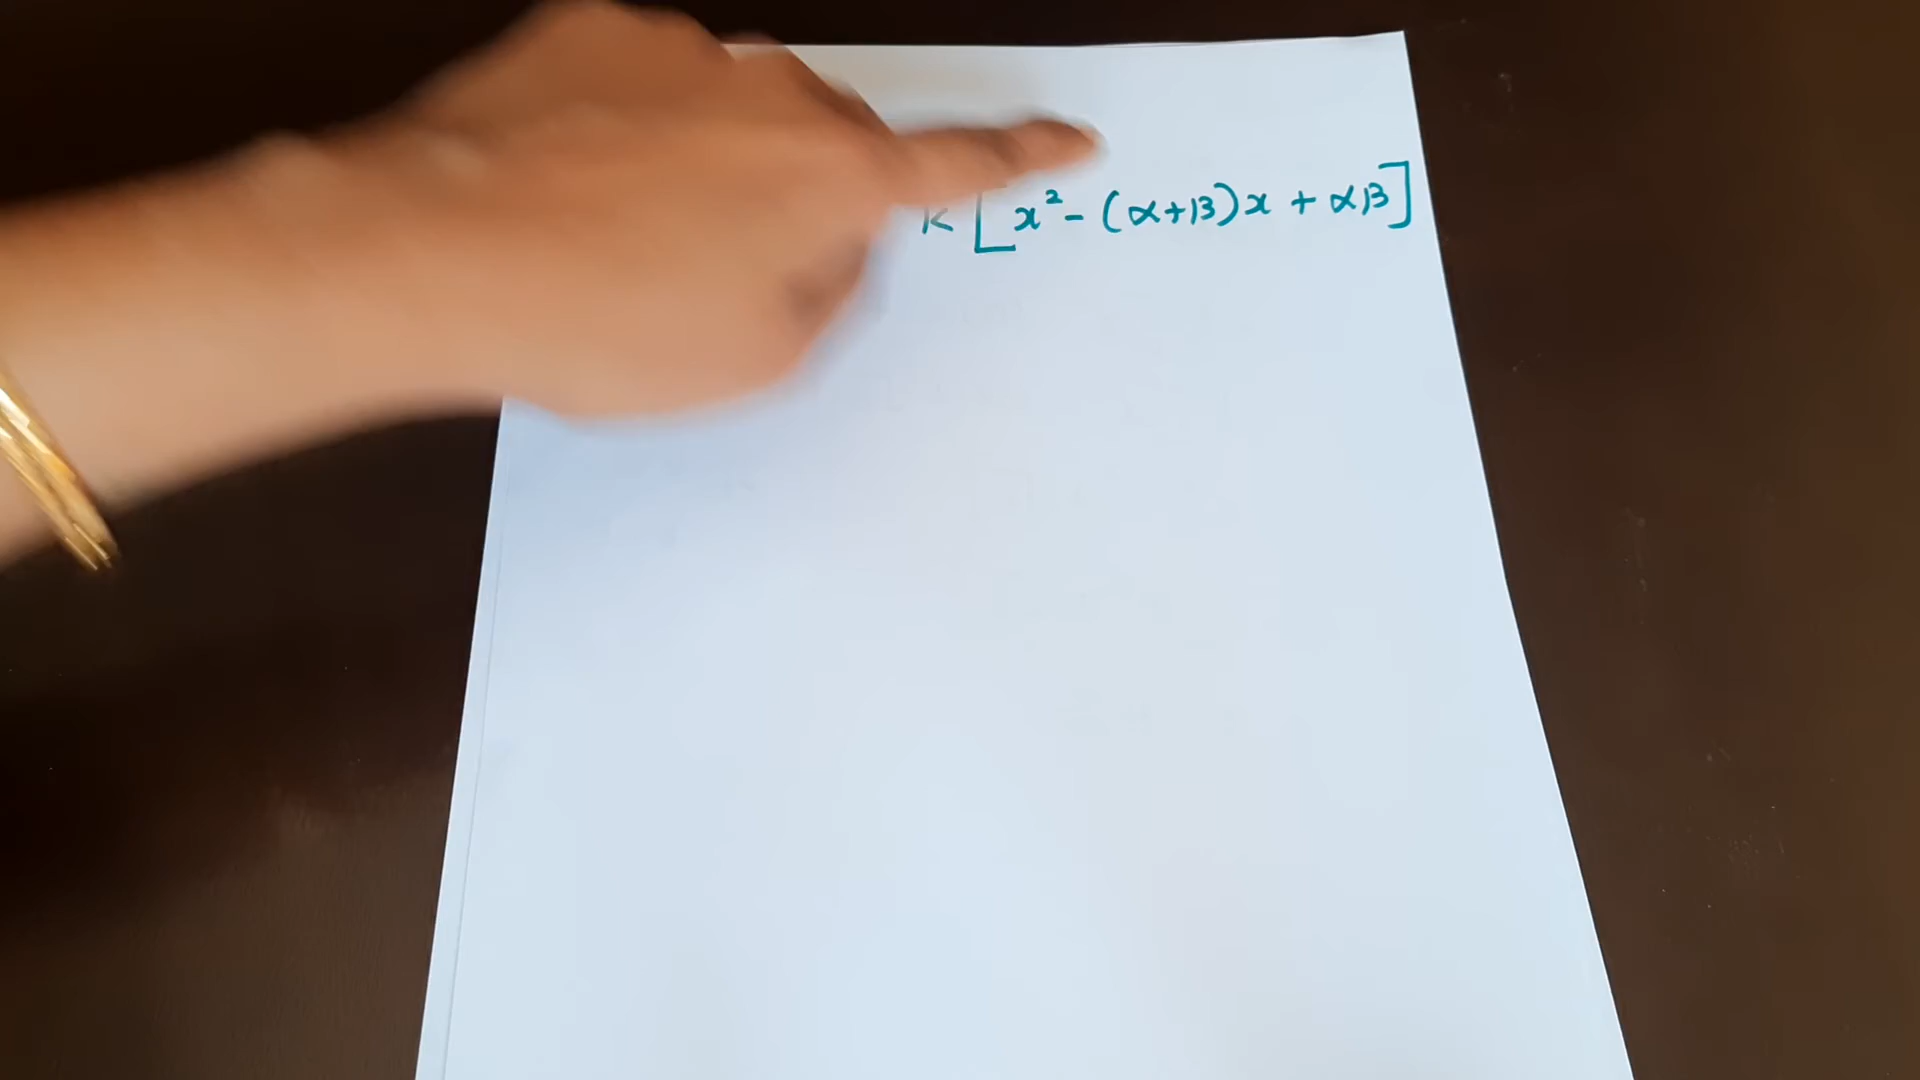 K [x² - (α+β)x + αβ]